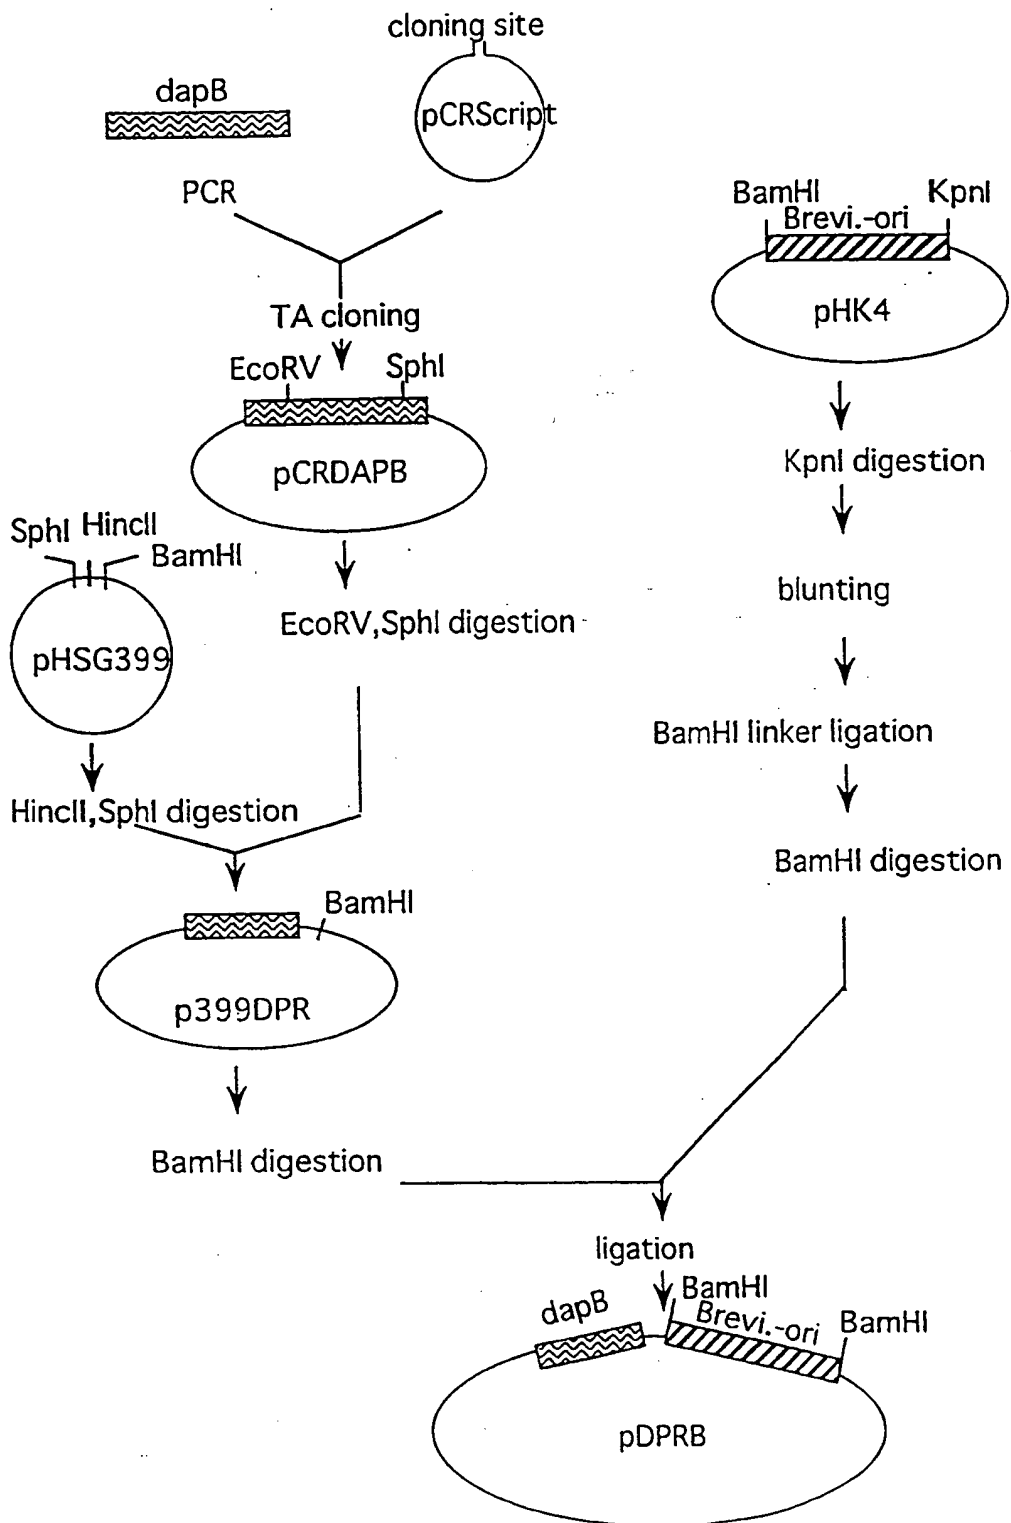 cloning site
dapB
pCRScript
PCR
TA cloning
EcoRV
SphI
pCRDAPB
EcoRV,SphI digestion
SphI
HincII
BamHI
pHSG399
HincII,SphI digestion
BamHI
p399DPR
BamHI digestion
BamHI
KpnI
Brevi.-ori
pHK4
KpnI digestion
blunting
BamHI linker ligation
BamHI digestion
ligation
dapB
BamHI
Brevi.-ori
BamHI
pDPRB